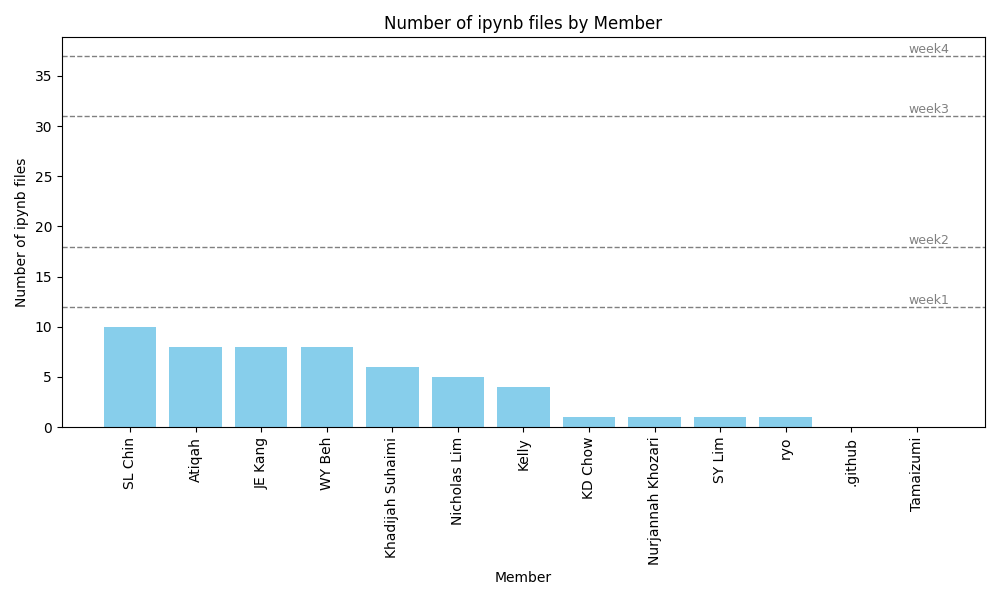 Number of ipynb files by Member
Number of ipynb files
35
30
25
20
15
10
5
0
week4
week3
week2
week1
SL Chin
Atiqah
JE Kang
WY Beh
Khadijah Suhaimi
Nicholas Lim
Kelly
KD Chow
Nurjannah Khozari
SY Lim
ryo
.github
Tamaizumi
Member